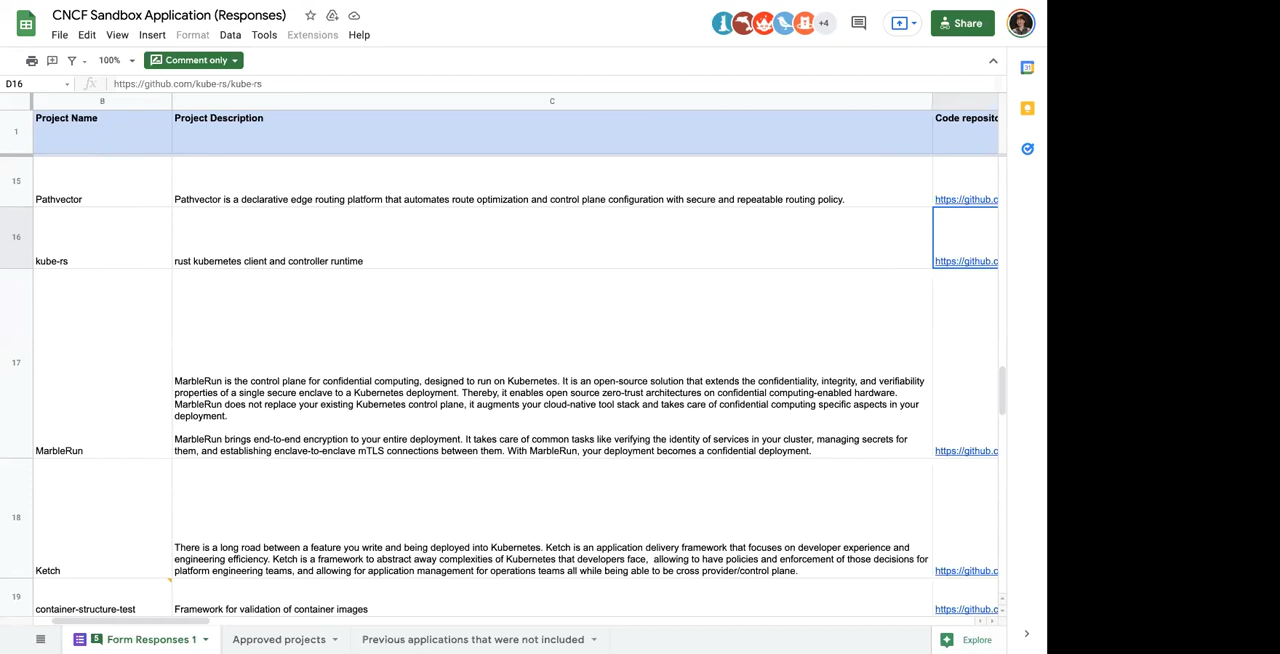 CNCF Sandbox Application (Responses)
File Edit View Insert Format Data Tools Extensions Help
+4
Share
100%
Comment only
D16
fx
https://github.com/kube-rs/kube-rs
B
C
1
Project Name
Project Description
Code reposito
15
Pathvector
Pathvector is a declarative edge routing platform that automates route optimization and control plane configuration with secure and repeatable routing policy.
https://github.c
16
kube-rs
rust kubernetes client and controller runtime
https://github.c
17
MarbleRun
MarbleRun is the control plane for confidential computing, designed to run on Kubernetes. It is an open-source solution that extends the confidentiality, integrity, and verifiability
properties of a single secure enclave to a Kubernetes deployment. Thereby, it enables open source zero-trust architectures on confidential computing-enabled hardware.
MarbleRun does not replace your existing Kubernetes control plane, it augments your cloud-native tool stack and takes care of confidential computing specific aspects in your
deployment.
MarbleRun brings end-to-end encryption to your entire deployment. It takes care of common tasks like verifying the identity of services in your cluster, managing secrets for
them, and establishing enclave-to-enclave mTLS connections between them. With MarbleRun, your deployment becomes a confidential deployment.
https://github.c
18
Ketch
There is a long road between a feature you write and being deployed into Kubernetes. Ketch is an application delivery framework that focuses on developer experience and
engineering efficiency. Ketch is a framework to abstract away complexities of Kubernetes that developers face, allowing to have policies and enforcement of those decisions for
platform engineering teams, and allowing for application management for operations teams all while being able to be cross provider/control plane.
https://github.c
19
container-structure-test
Framework for validation of container images
https://github.c
5 Form Responses 1
Approved projects
Previous applications that were not included
Explore